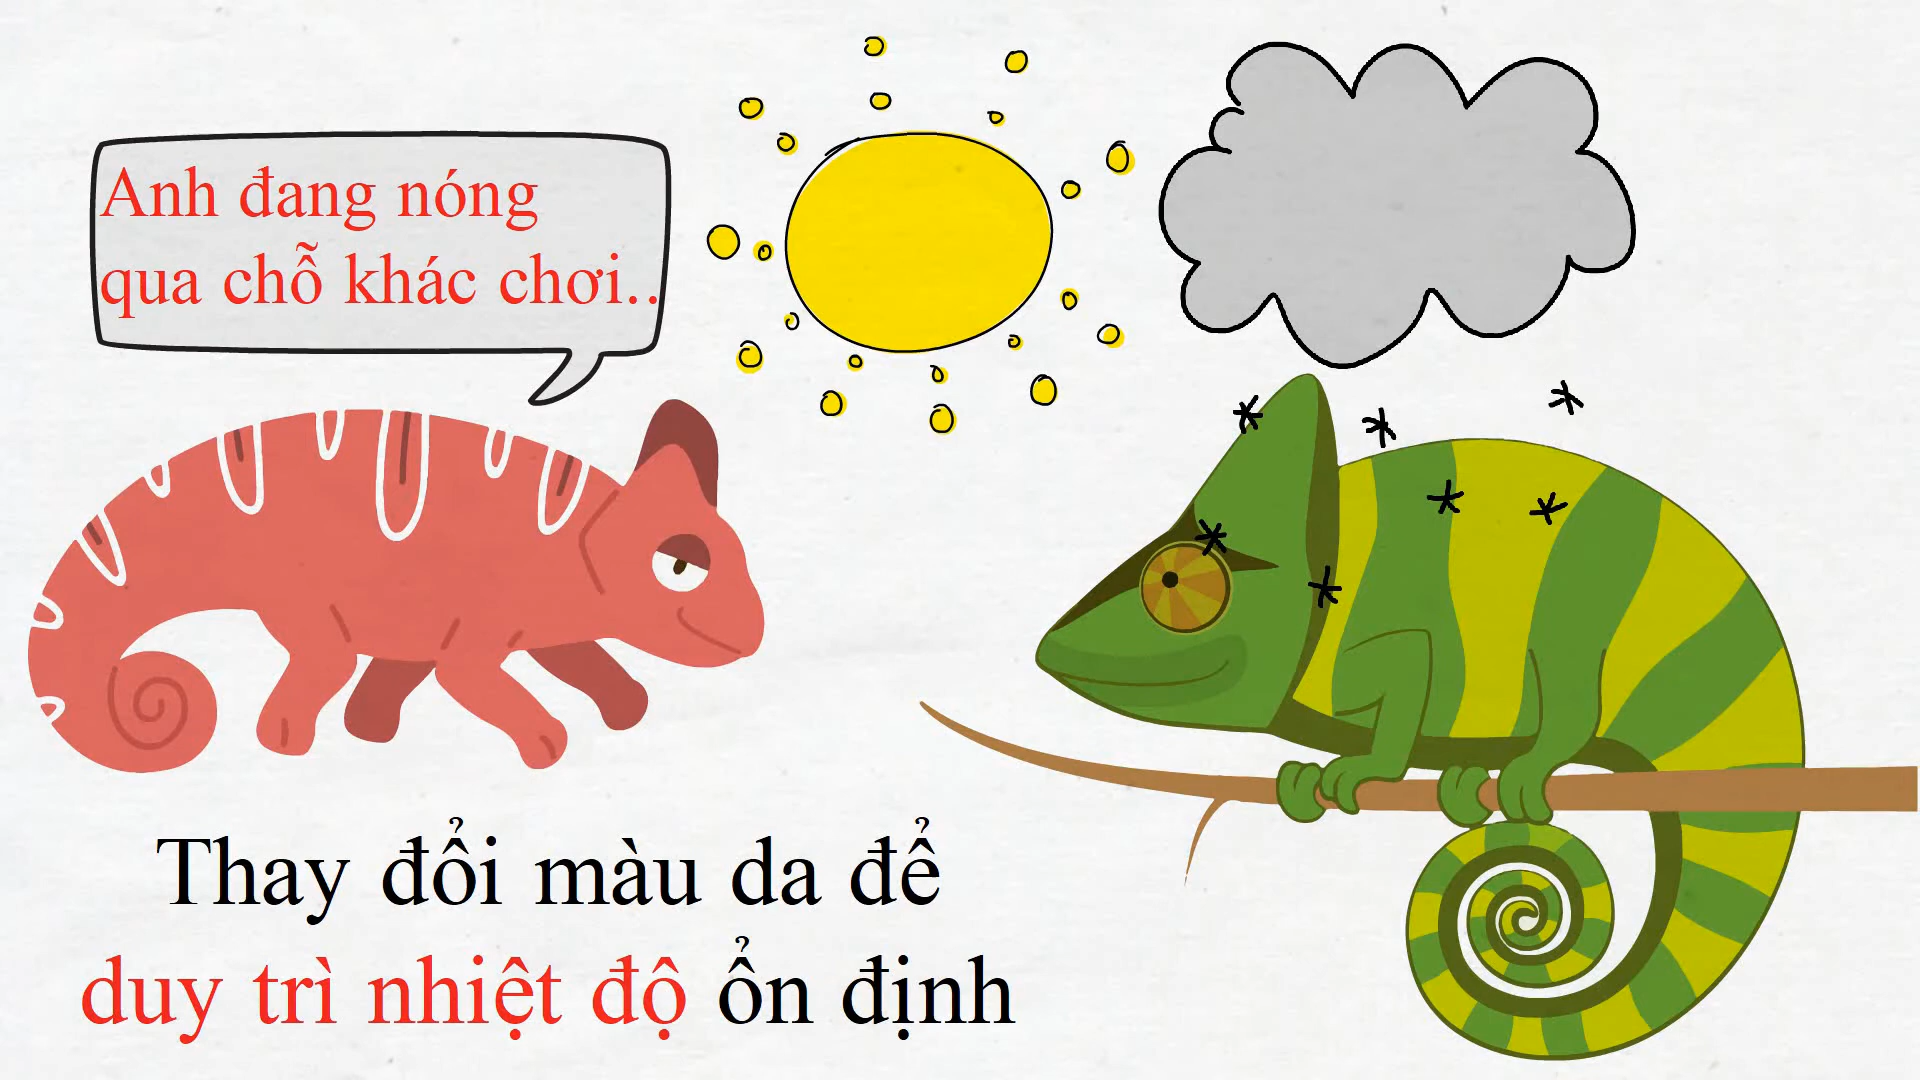 Anh đang nóng
qua chỗ khác chơi..
Thay đổi màu da để
duy trì nhiệt độ ổn định